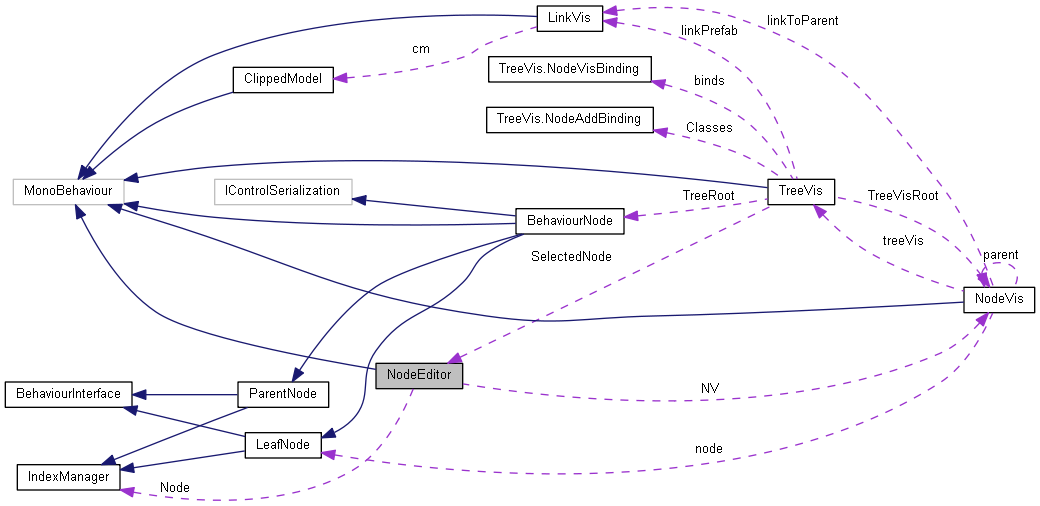 LinkVis
linkToParent
linkPrefab
cm
ClippedModel
TreeVis.NodeVisBinding
binds
TreeVis.NodeAddBinding
Classes
MonoBehaviour
IControlSerialization
TreeVis
TreeRoot
TreeVisRoot
BehaviourNode
treeVis
SelectedNode
parent
NodeVis
NodeEditor
NV
BehaviourInterface
ParentNode
LeafNode
node
IndexManager
Node